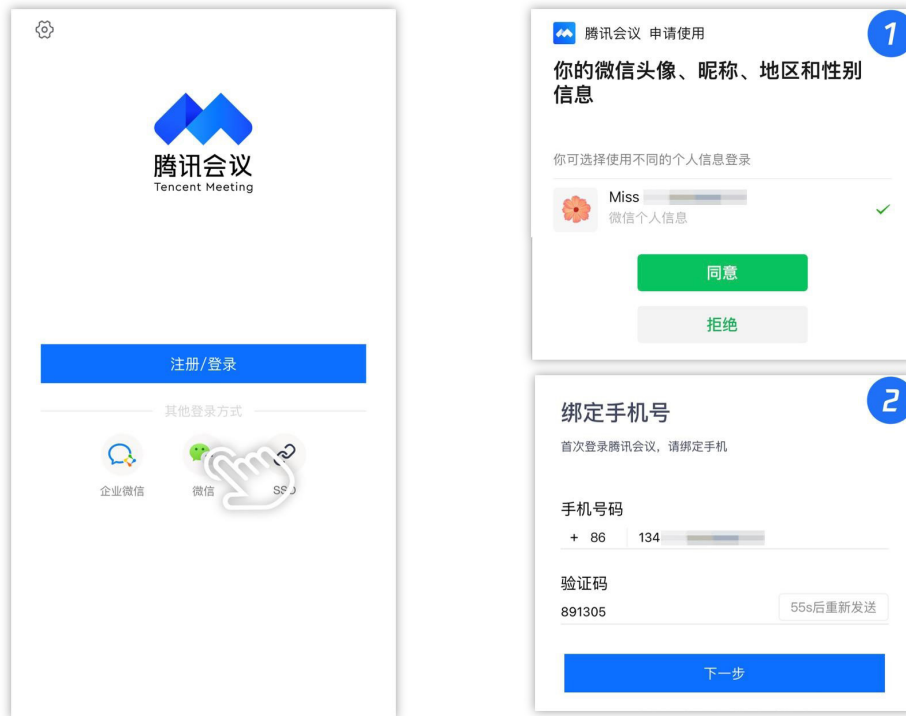 腾讯会议
Tencent Meeting
注册/登录
其他登录方式
企业微信
微信
SSO
1
腾讯会议 申请使用
你的微信头像、昵称、地区和性别
信息
你可选择使用不同的个人信息登录
Miss
微信个人信息
同意
拒绝
2
绑定手机号
首次登录腾讯会议，请绑定手机
手机号码
+ 86 134
验证码
891305
55s后重新发送
下一步